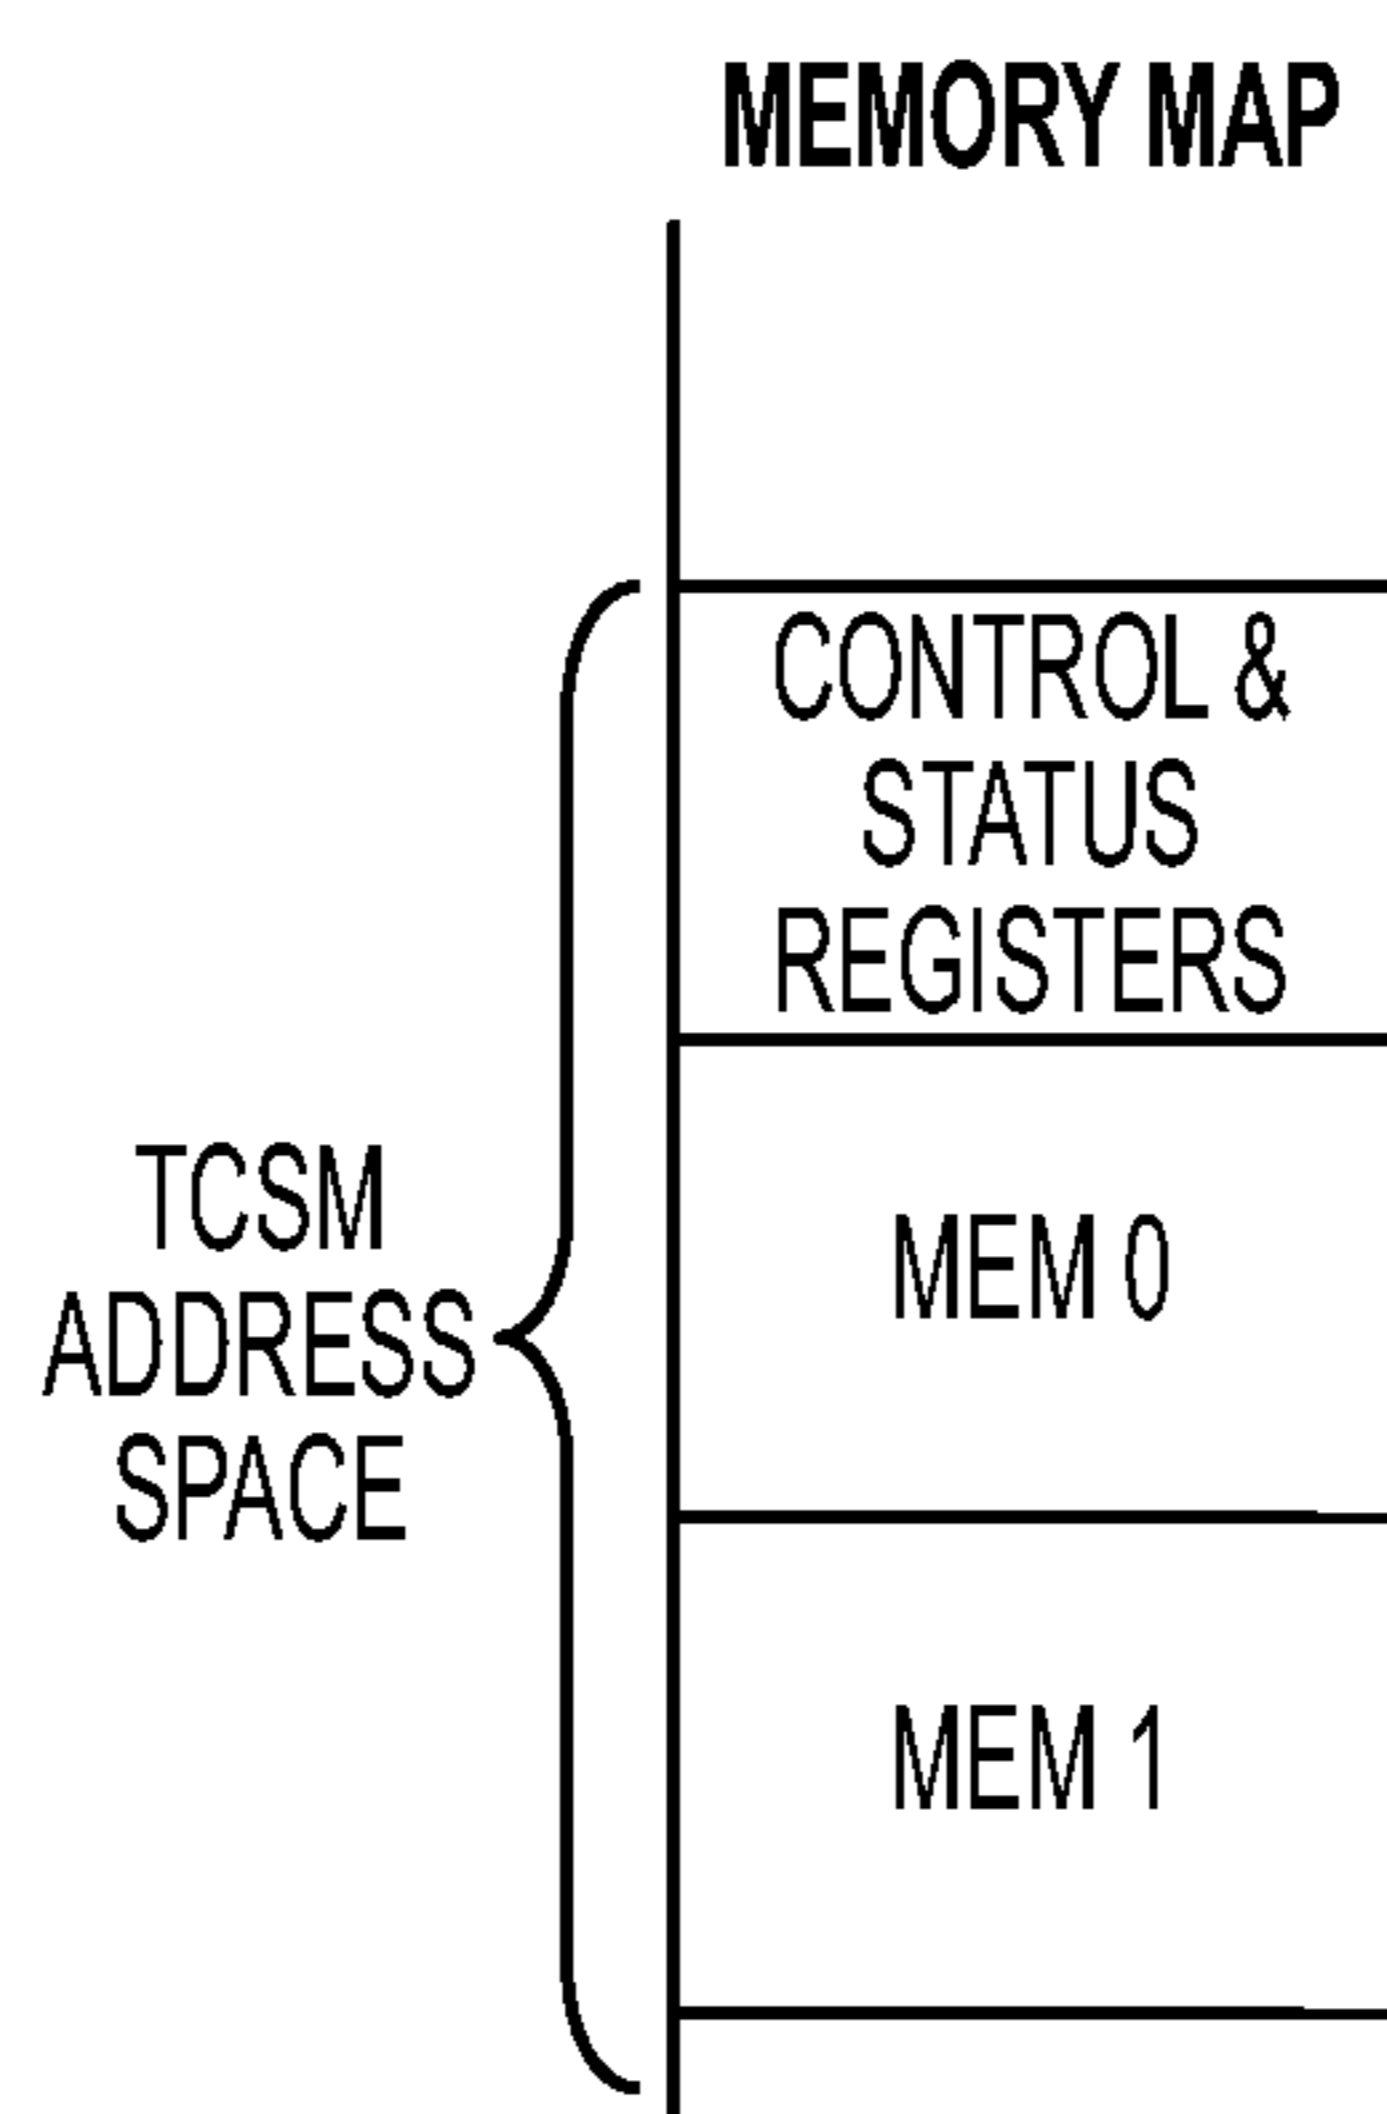 MEMORY MAP
CONTROL &
STATUS
REGISTERS
TCSM
ADDRESS
SPACE
MEM 0
MEM 1